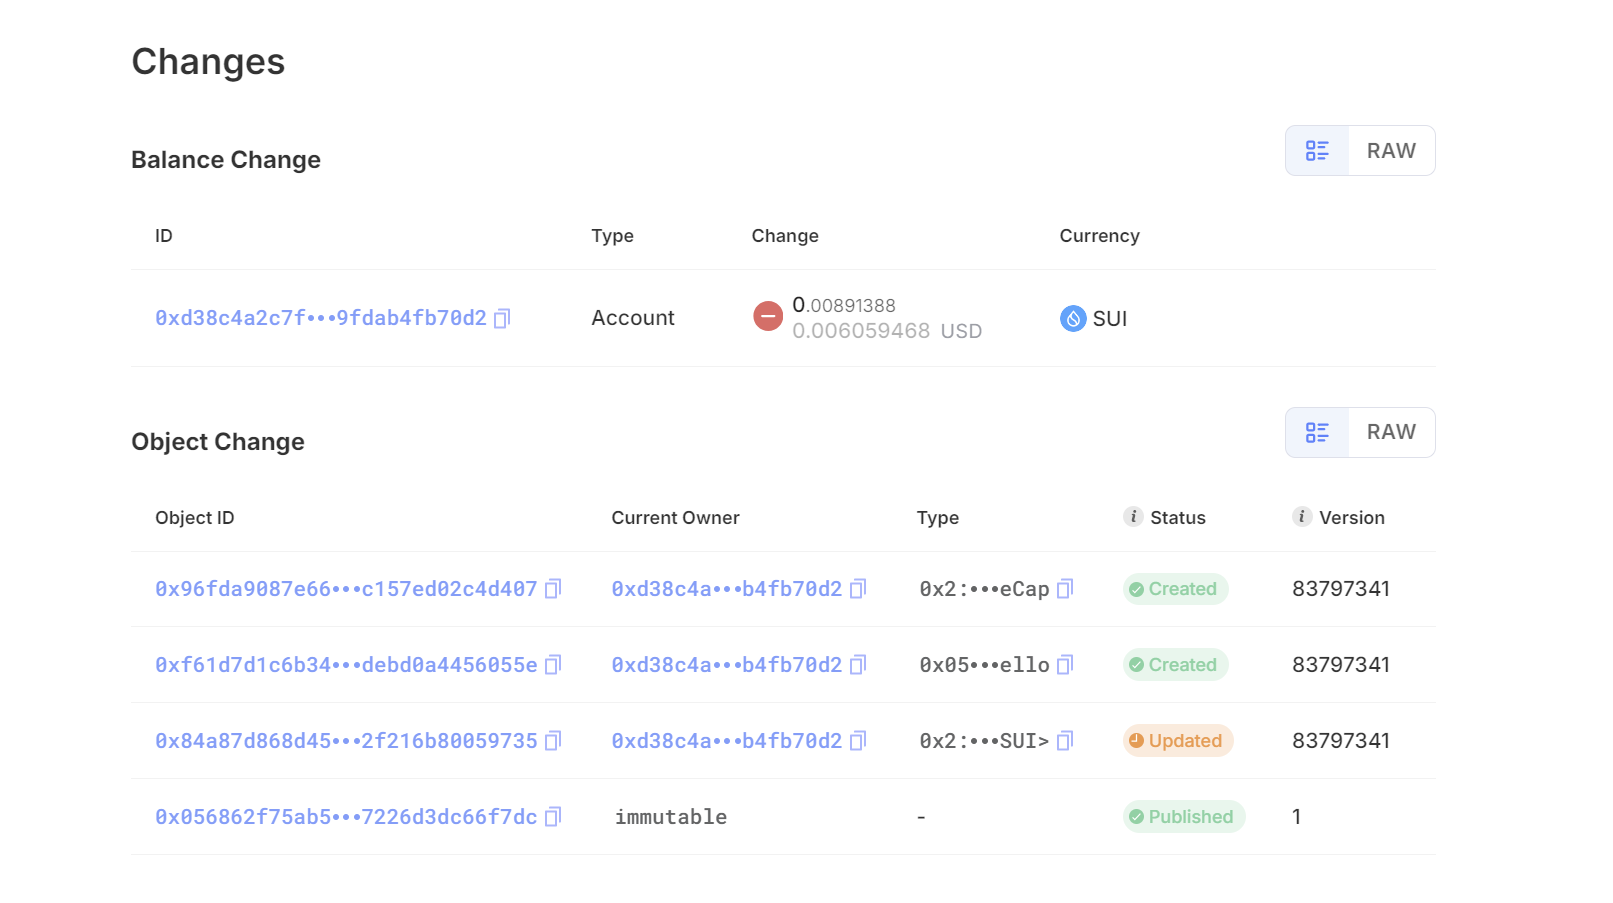 Changes
Balance Change
RAW
ID Type Change Currency
0xd38c4a2c7f•••9fdab4fb70d2 Account 0.00891388 SUI
0.006059468 USD
Object Change
RAW
Object ID Current Owner Type i Status i Version
0x96fda9087e66•••c157ed02c4d407 0xd38c4a•••b4fb70d2 0x2:•••eCap Created 83797341
0xf61d7d1c6b34•••debd0a4456055e 0xd38c4a•••b4fb70d2 0x05•••ello Created 83797341
0x84a87d868d45•••2f216b80059735 0xd38c4a•••b4fb70d2 0x2:•••SUI> Updated 83797341
0x056862f75ab5•••7226d3dc66f7dc immutable - Published 1